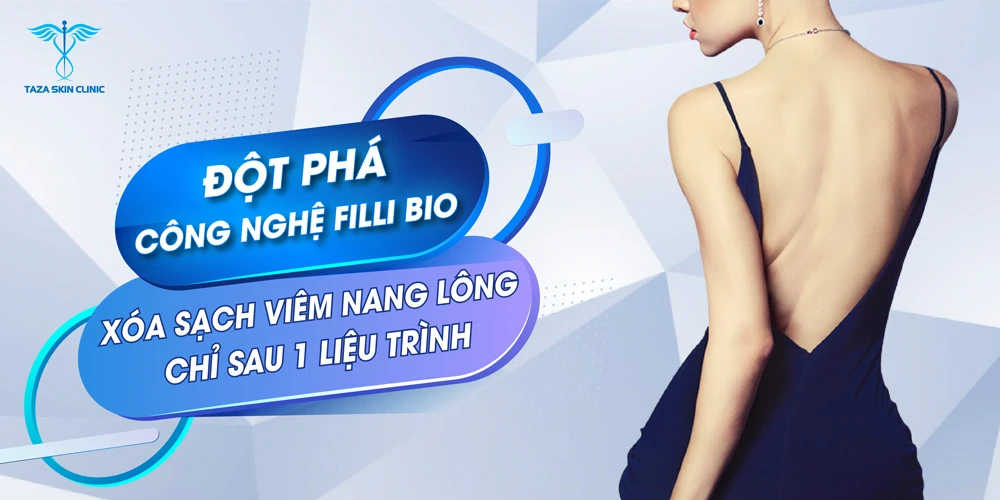 TAZA SKIN CLINIC
ĐỘT PHÁ
CÔNG NGHỆ FILLI BIO
XÓA SẠCH VIÊM NANG LÔNG
CHỈ SAU 1 LIỆU TRÌNH